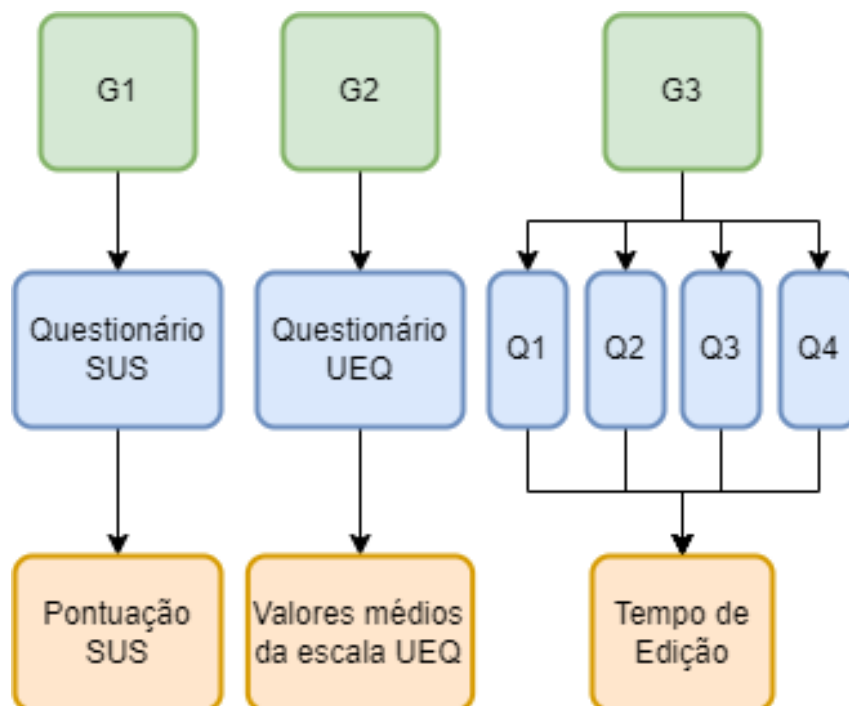 G1
G2
G3
Questionário
SUS
Questionário
UEQ
Q1
Q2
Q3
Q4
Pontuação
SUS
Valores médios
da escala UEQ
Tempo de
Edição